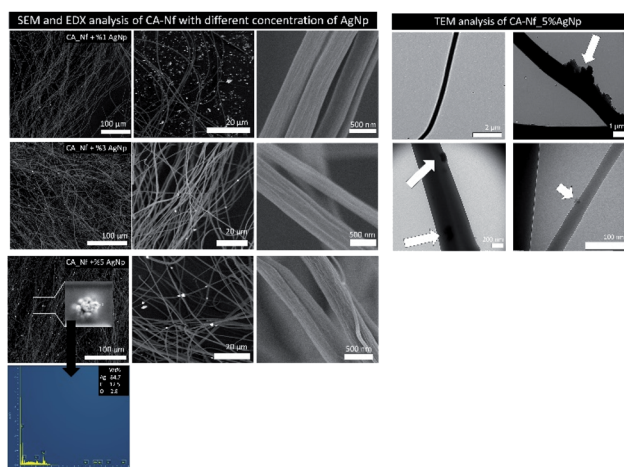 SEM and EDX analysis of CA-Nf with different concentration of AgNp
TEM analysis of CA-Nf_5%AgNp
CA_Nf + %1 AgNp
100 µm
20 µm
500 nm
2 µm
1 µm
CA_Nf + %3 AgNp
100 µm
20 µm
500 nm
200 nm
100 nm
CA_Nf +%5 AgNp
100 µm
20 µm
500 nm
Wt%
Ag